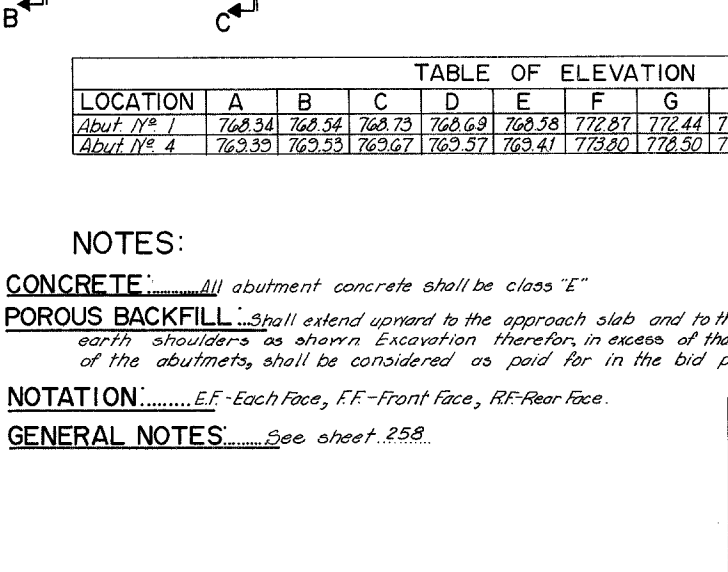 B C
TABLE OF ELEVATION
LOCATION A B C D E F G
Abut. Nº 1 768.34 768.54 768.73 768.69 768.58 772.87 772.44 7
Abut. Nº 4 769.39 769.53 769.67 769.57 769.41 773.80 778.50 7
NOTES:
CONCRETE:..........All abutment concrete shall be class "E"
POROUS BACKFILL:...Shall extend upward to the approach slab and to th
earth shoulders as shown. Excavation therefor, in excess of tha
of the abutmets, shall be considered as paid for in the bid p
NOTATION:........E.F.-Each Face, F.F.-Front Face, R.F.-Rear Face.
GENERAL NOTES:........See sheet 258